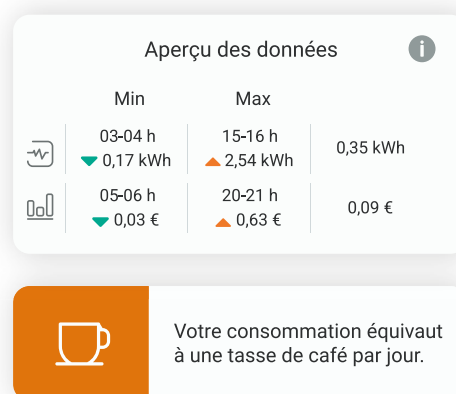 Aperçu des données
i
Min Max
03-04 h 15-16 h
0,17 kWh 2,54 kWh 0,35 kWh
05-06 h 20-21 h
0,03 € 0,63 € 0,09 €
Votre consommation équivaut
à une tasse de café par jour.